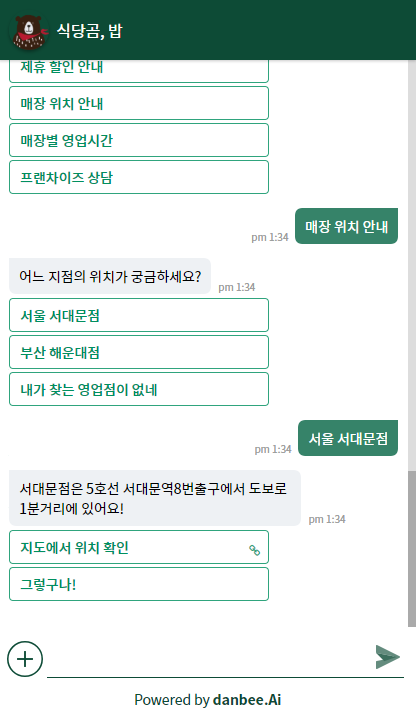 식당곰, 밥
제휴 할인 안내
매장 위치 안내
매장별 영업시간
프랜차이즈 상담
pm 1:34
매장 위치 안내
어느 지점의 위치가 궁금하세요?
pm 1:34
서울 서대문점
부산 해운대점
내가 찾는 영업점이 없네
pm 1:34
서울 서대문점
서대문점은 5호선 서대문역8번출구에서 도보로
1분거리에 있어요!
pm 1:34
지도에서 위치 확인
그렇구나!
Powered by danbee.Ai